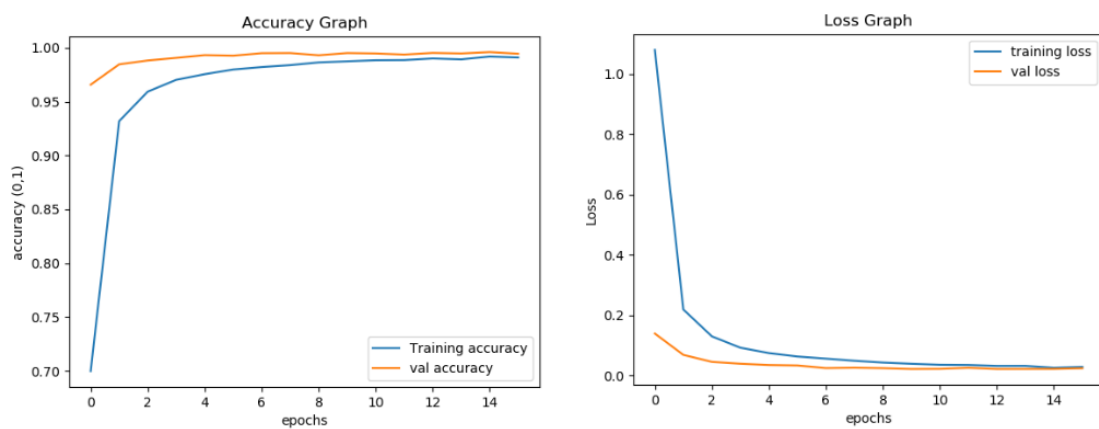 Accuracy Graph
1.00
0.95
0.90
0.85
0.80
0.75
0.70
accuracy (0,1)
Training accuracy
val accuracy
0 2 4 6 8 10 12 14
epochs
Loss Graph
1.0
0.8
0.6
0.4
0.2
0.0
Loss
training loss
val loss
0 2 4 6 8 10 12 14
epochs